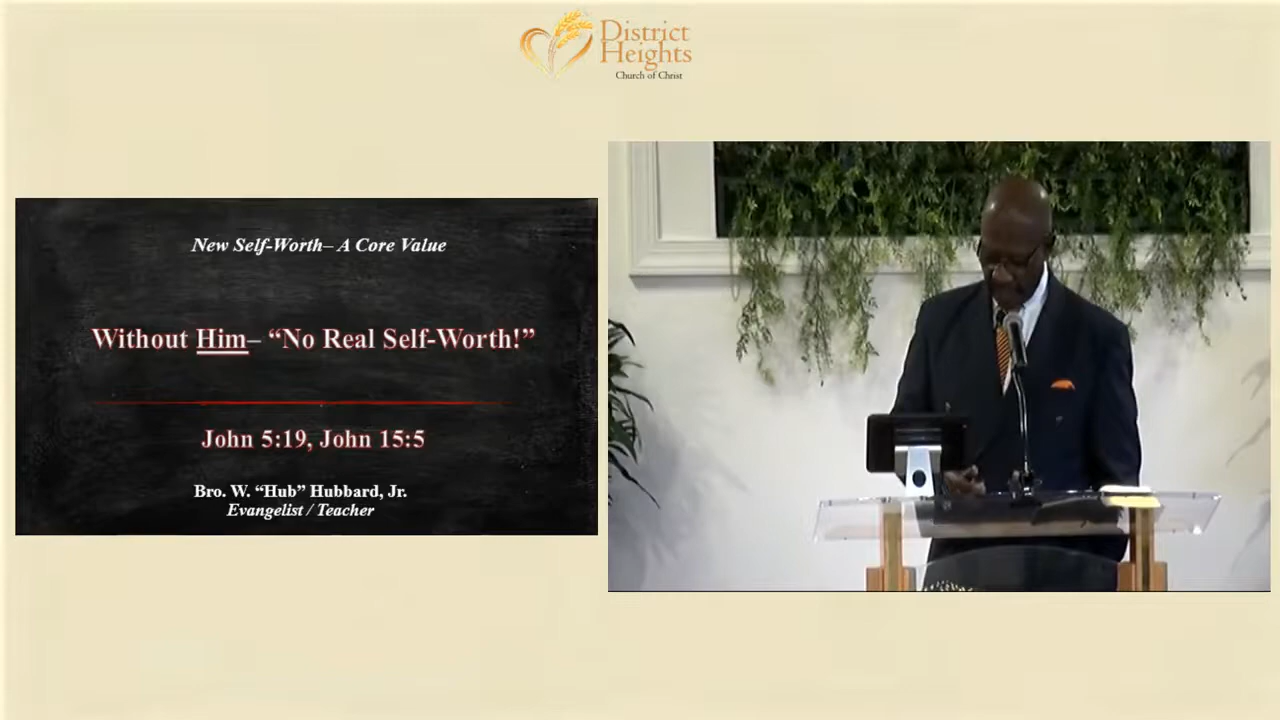 District
Heights
Church of Christ
New Self-Worth– A Core Value
Without Him– “No Real Self-Worth!”
John 5:19, John 15:5
Bro. W. “Hub” Hubbard, Jr.
Evangelist / Teacher